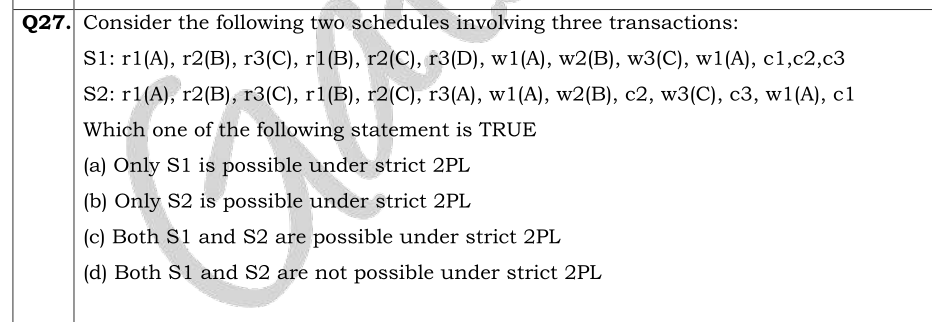 Q27. Consider the following two schedules involving three transactions:
S1: r1(A), r2(B), r3(C), r1(B), r2(C), r3(D), w1(A), w2(B), w3(C), w1(A), c1,c2,c3
S2: r1(A), r2(B), r3(C), r1(B), r2(C), r3(A), w1(A), w2(B), c2, w3(C), c3, w1(A), c1
Which one of the following statement is TRUE
(a) Only S1 is possible under strict 2PL
(b) Only S2 is possible under strict 2PL
(c) Both S1 and S2 are possible under strict 2PL
(d) Both S1 and S2 are not possible under strict 2PL